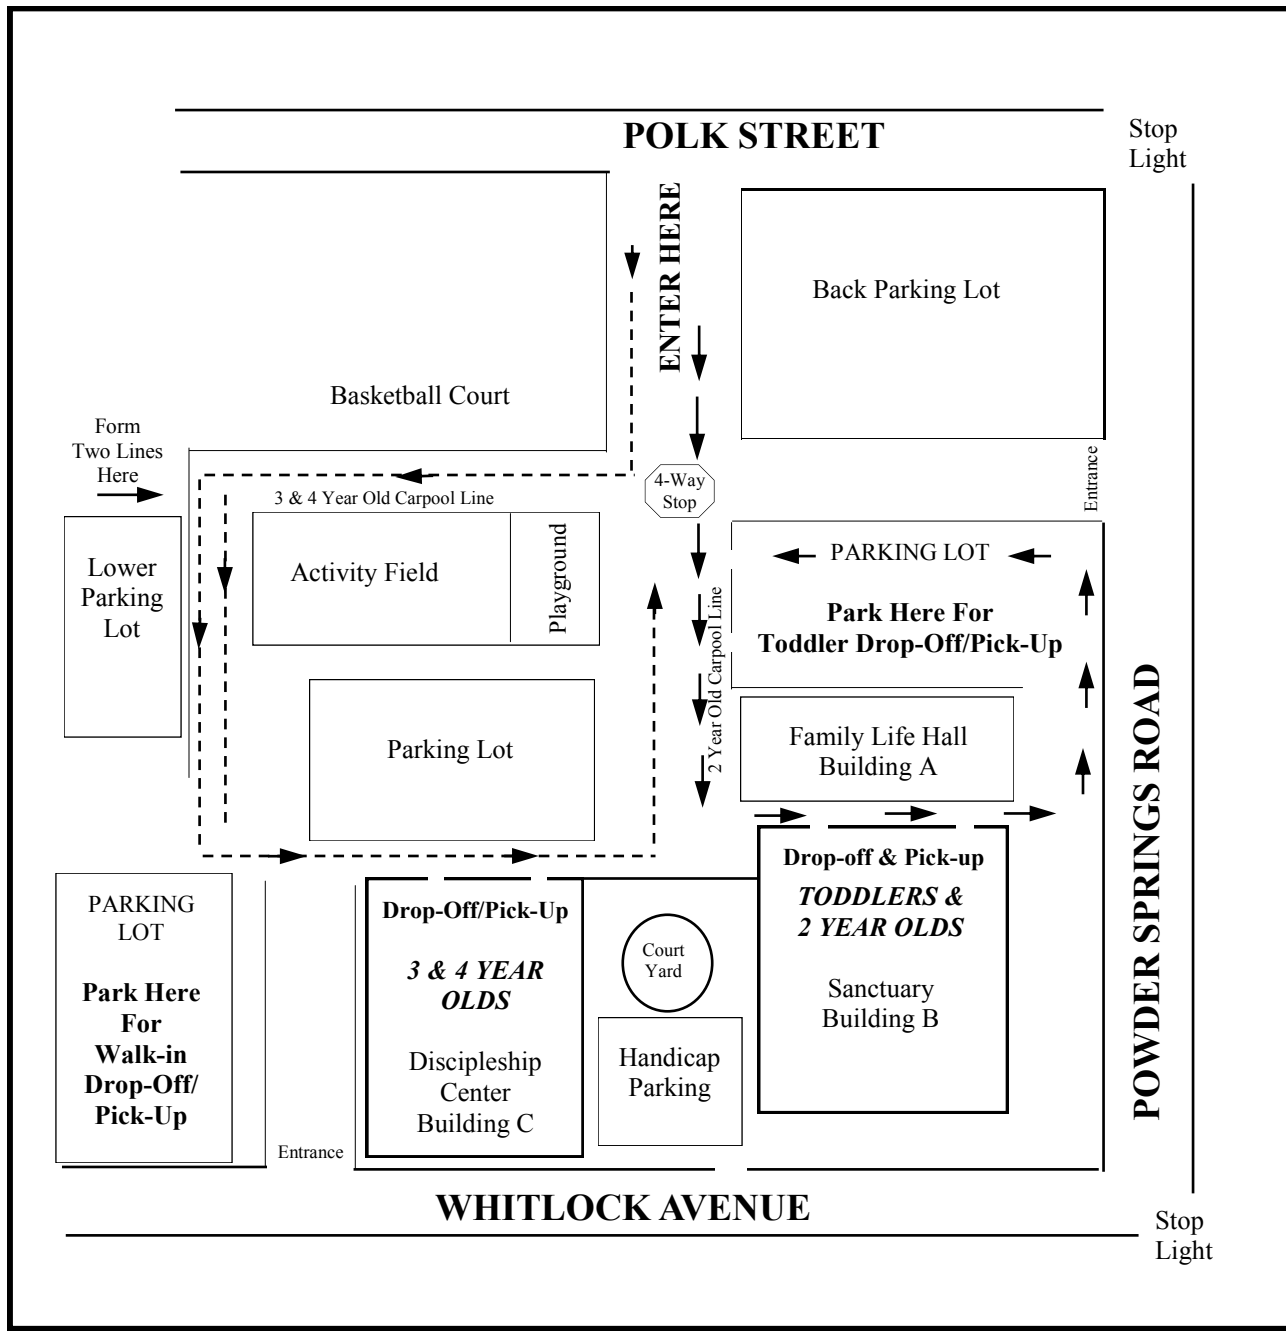 POLK STREET
Stop
Light
ENTER HERE
Back Parking Lot
Basketball Court
Form
Two Lines
Here
4-Way
Stop
Entrance
3 & 4 Year Old Carpool Line
Lower
Parking
Lot
Activity Field
Playground
2 Year Old Carpool Line
PARKING LOT
Park Here For
Toddler Drop-Off/Pick-Up
Parking Lot
Family Life Hall
Building A
POWDER SPRINGS ROAD
PARKING
LOT
Park Here
For
Walk-in
Drop-Off/
Pick-Up
Drop-Off/Pick-Up
3 & 4 YEAR
OLDS
Discipleship
Center
Building C
Court
Yard
Handicap
Parking
Drop-off & Pick-up
TODDLERS &
2 YEAR OLDS
Sanctuary
Building B
Entrance
WHITLOCK AVENUE
Stop
Light